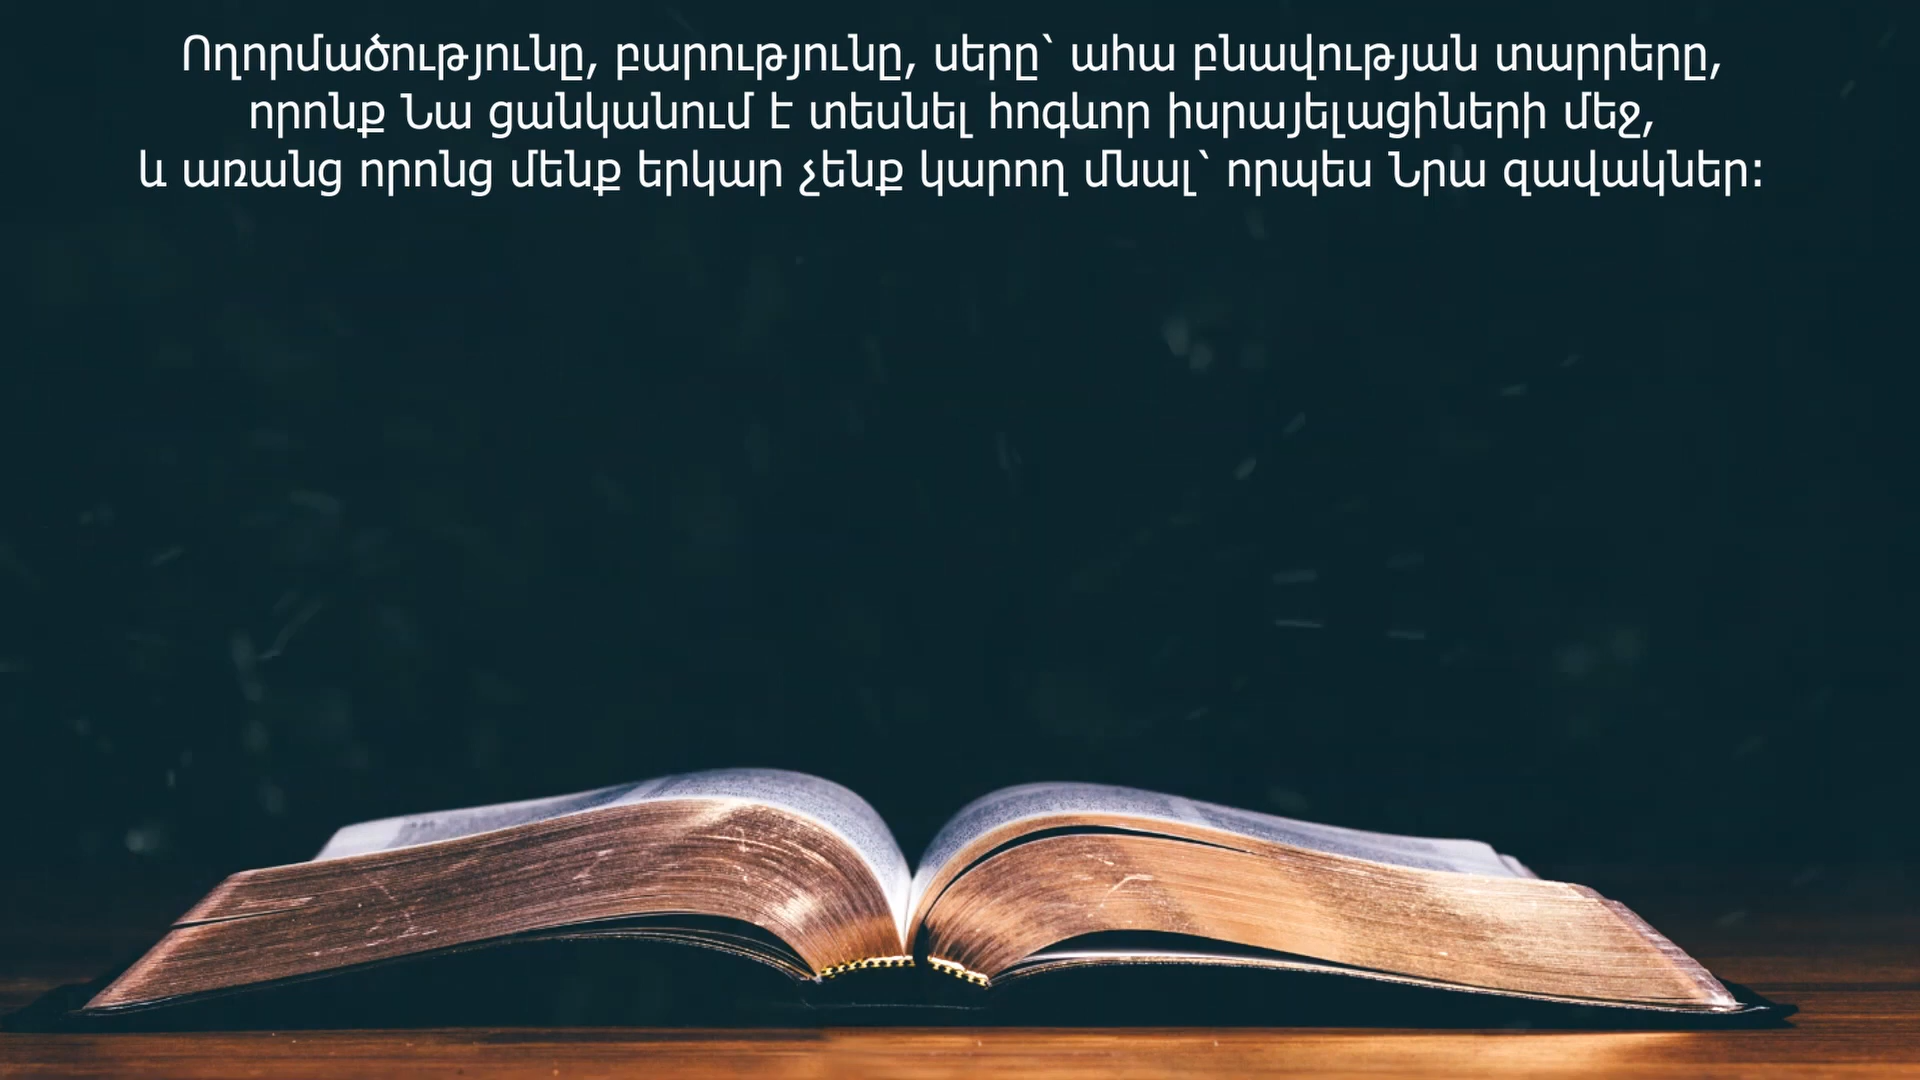 Ողորմածությունը, բարությունը, սերը՝ ահա բնավության տարրերը,
որոնք Նա ցանկանում է տեսնել հոգևոր իսրայելացիների մեջ,
և առանց որոնց մենք երկար չենք կարող մնալ՝ որպես Նրա զավակներ: